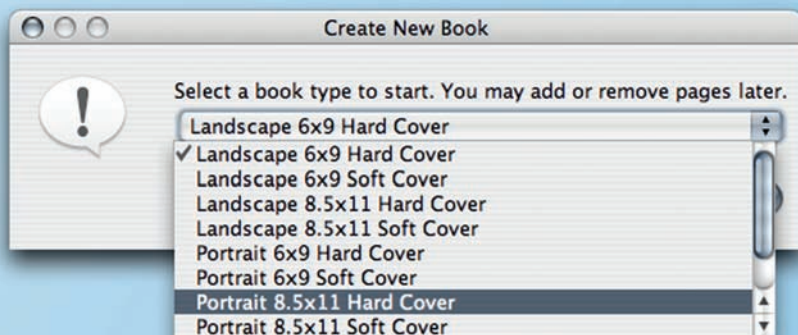 Create New Book
Select a book type to start. You may add or remove pages later.
Landscape 6x9 Hard Cover
✓ Landscape 6x9 Hard Cover
Landscape 6x9 Soft Cover
Landscape 8.5x11 Hard Cover
Landscape 8.5x11 Soft Cover
Portrait 6x9 Hard Cover
Portrait 6x9 Soft Cover
Portrait 8.5x11 Hard Cover
Portrait 8.5x11 Soft Cover